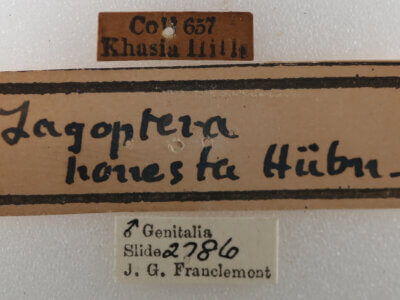 Coll 657
Khasia Hills
Lagoptera
honesta Hübn.
♂ Genitalia
Slide 2786
J. G. Franclemont